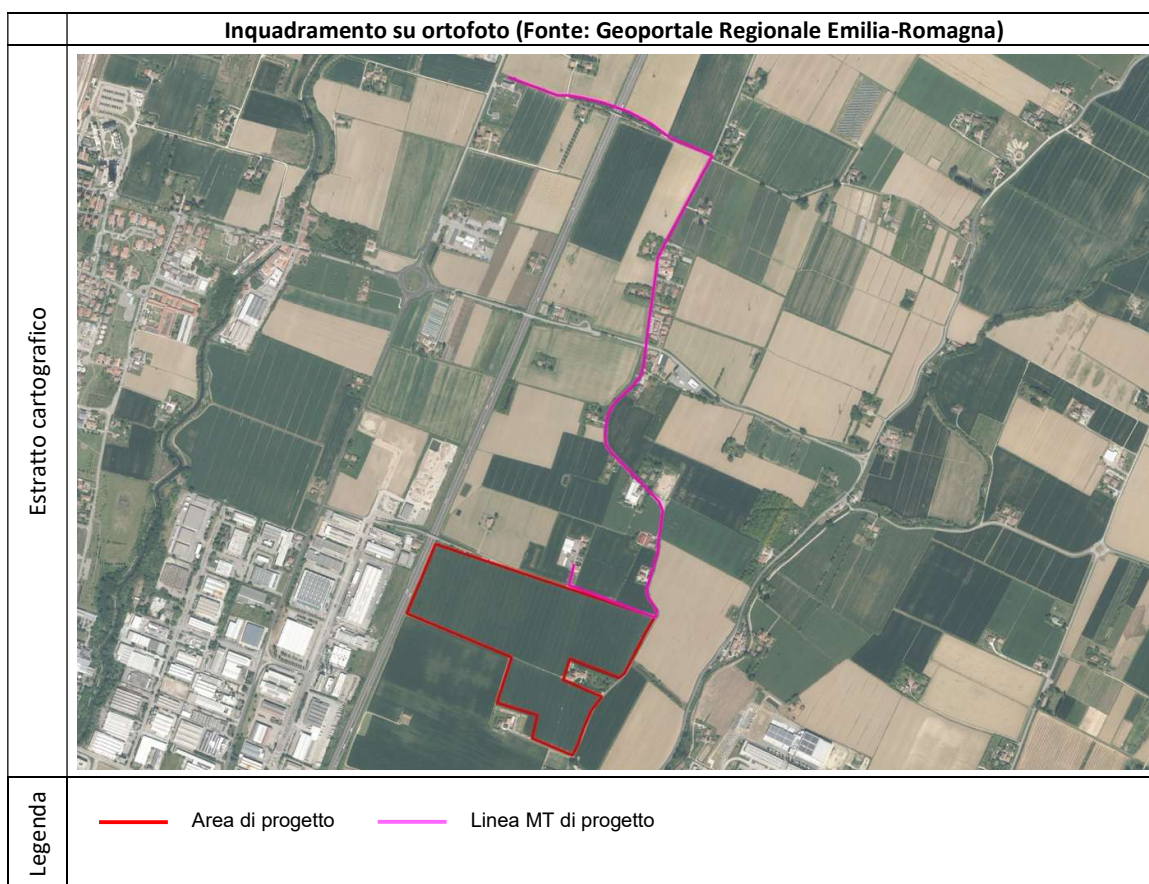 Inquadramento su ortofoto (Fonte: Geoportale Regionale Emilia-Romagna)
Estratto cartografico
Legenda
Area di progetto
Linea MT di progetto